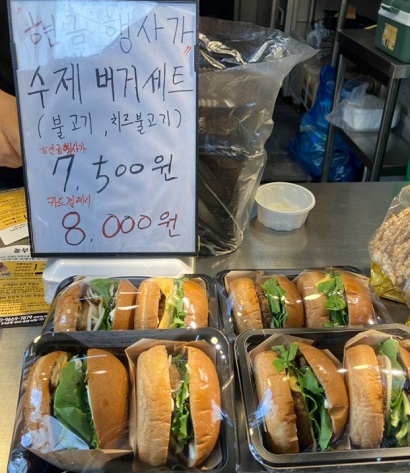 "현금 행사가"
수제 버거세트
(불고기, 치즈불고기)
현금행사가
7,500원
카드결제시
8,000원